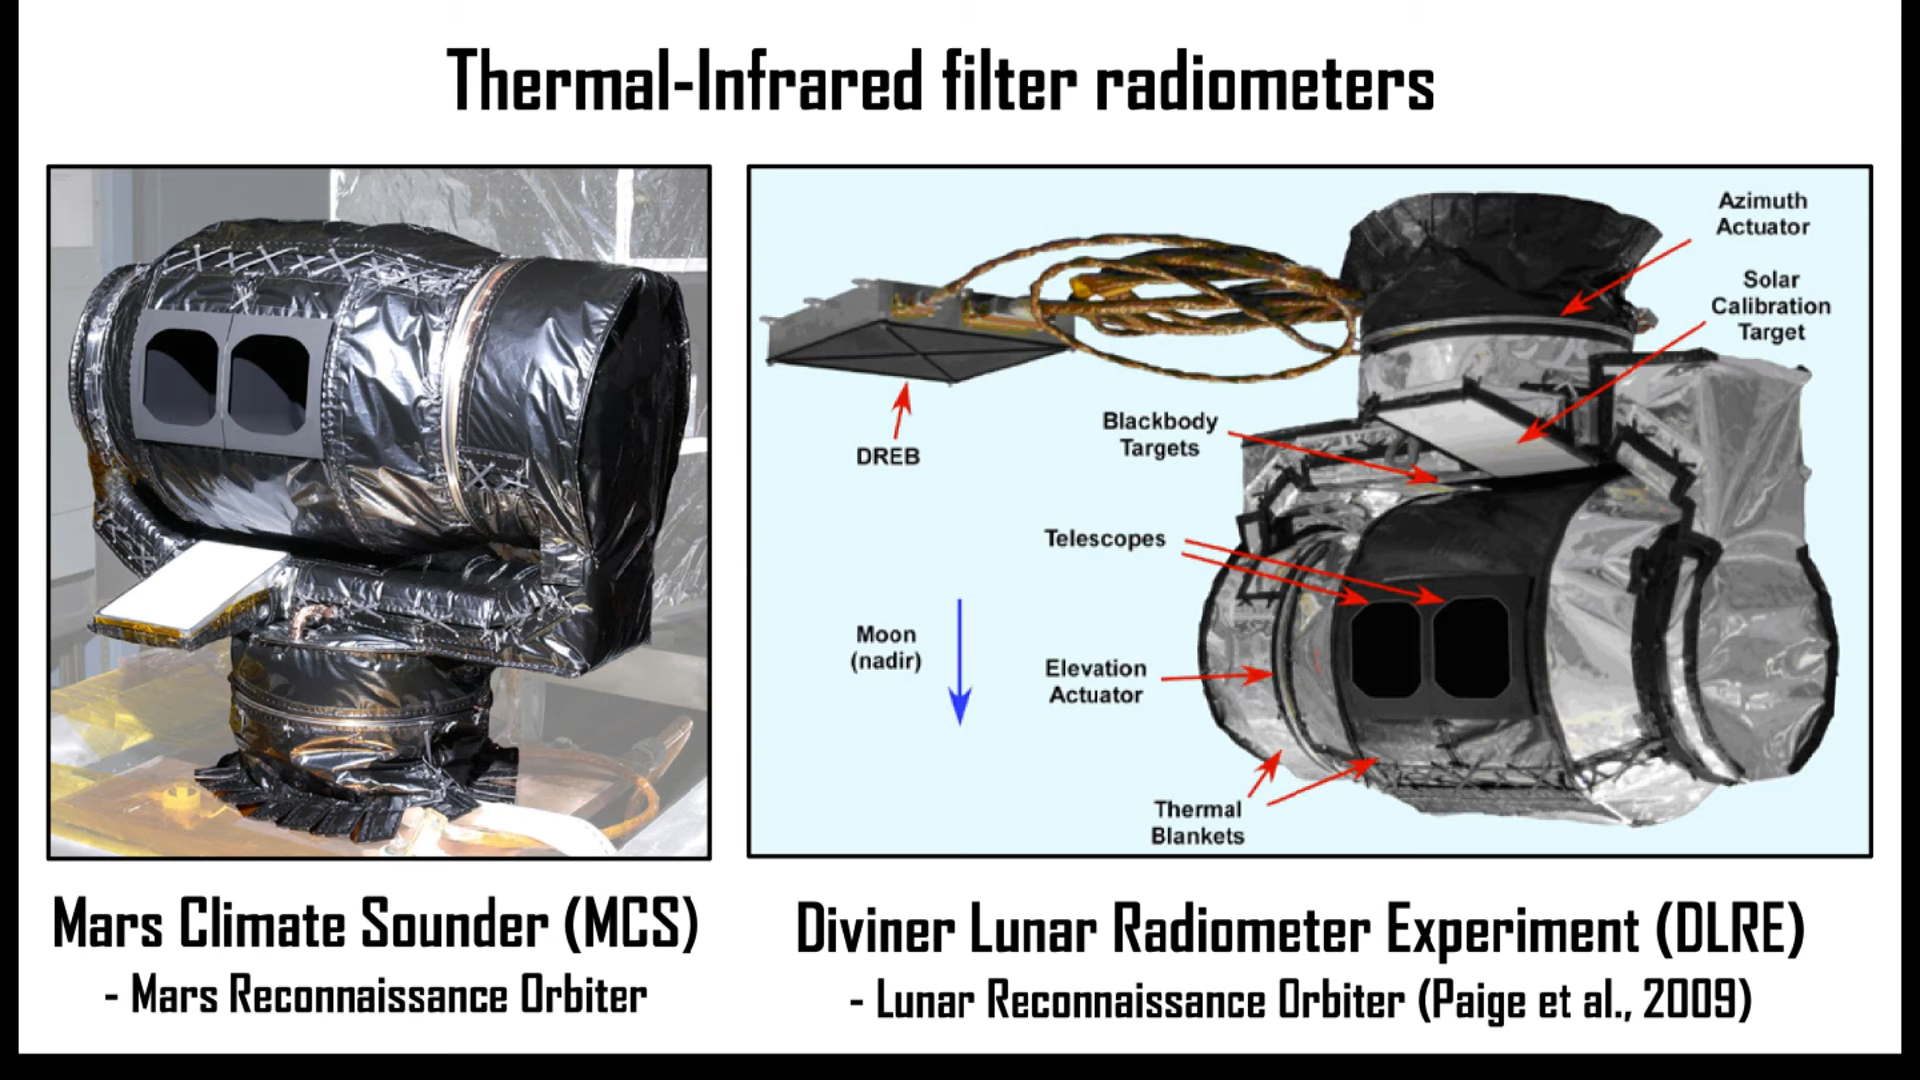 Thermal-Infrared filter radiometers
Azimuth
Actuator
Solar
Calibration
Target
Blackbody
Targets
DREB
Telescopes
Moon
(nadir)
Elevation
Actuator
Thermal
Blankets
Mars Climate Sounder (MCS)
- Mars Reconnaissance Orbiter
Diviner Lunar Radiometer Experiment (DLRE)
- Lunar Reconnaissance Orbiter (Paige et al., 2009)